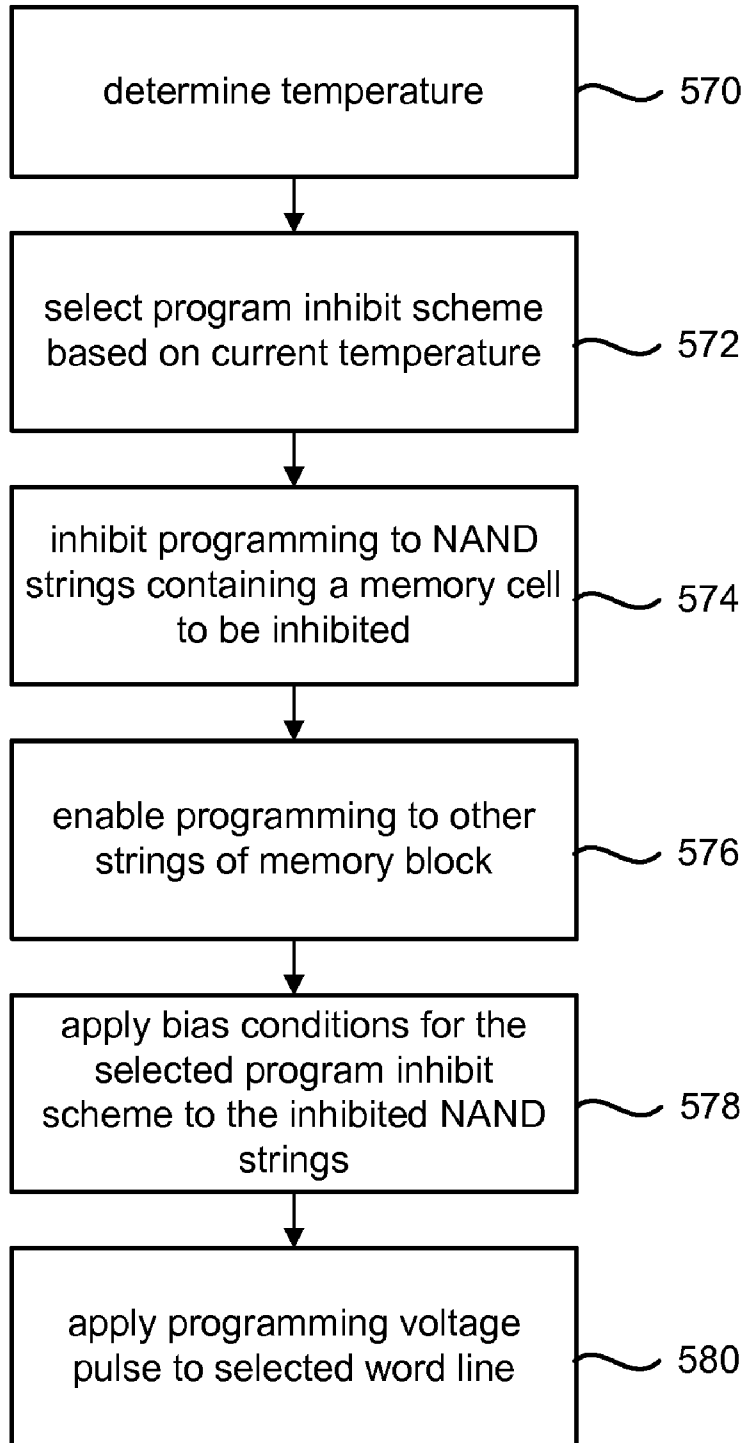 determine temperature
570
select program inhibit scheme
based on current temperature
572
inhibit programming to NAND
strings containing a memory cell
to be inhibited
574
enable programming to other
strings of memory block
576
apply bias conditions for the
selected program inhibit
scheme to the inhibited NAND
strings
578
apply programming voltage
pulse to selected word line
580